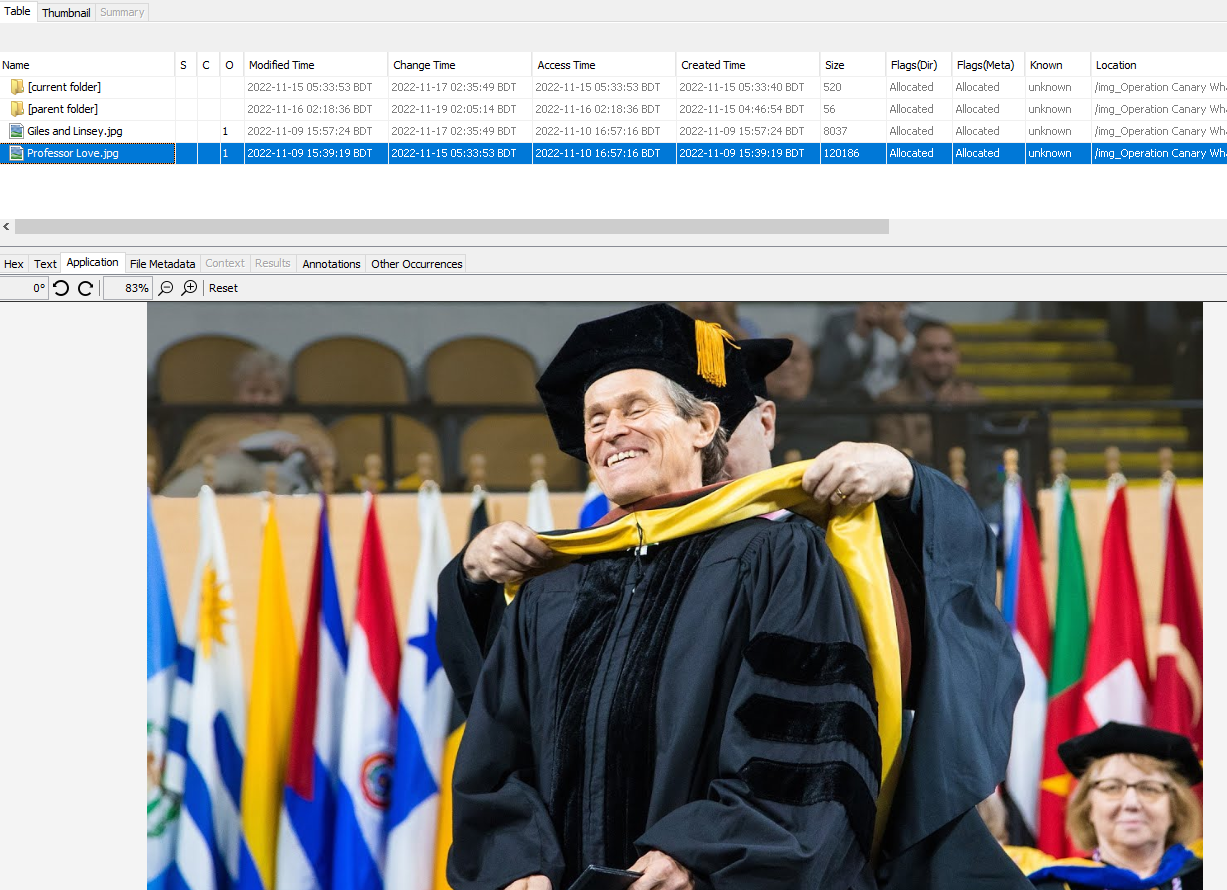 Table Thumbnail Summary
Name S C O Modified Time Change Time Access Time Created Time Size Flags(Dir) Flags(Meta) Known Location
[current folder] 2022-11-15 05:33:53 BDT 2022-11-17 02:35:49 BDT 2022-11-15 05:33:53 BDT 2022-11-15 05:33:40 BDT 520 Allocated Allocated unknown /img_Operation Canary Wha
[parent folder] 2022-11-16 02:18:36 BDT 2022-11-19 02:05:14 BDT 2022-11-16 02:18:36 BDT 2022-11-15 04:46:54 BDT 56 Allocated Allocated unknown /img_Operation Canary Wha
Giles and Linsey.jpg 1 2022-11-09 15:57:24 BDT 2022-11-17 02:35:49 BDT 2022-11-10 16:57:16 BDT 2022-11-09 15:57:24 BDT 8037 Allocated Allocated unknown /img_Operation Canary Wha
Professor Love.jpg 1 2022-11-09 15:39:19 BDT 2022-11-15 05:33:53 BDT 2022-11-10 16:57:16 BDT 2022-11-09 15:39:19 BDT 120186 Allocated Allocated unknown /img_Operation Canary Wha
Hex Text Application File Metadata Context Results Annotations Other Occurrences
0° 83% Reset